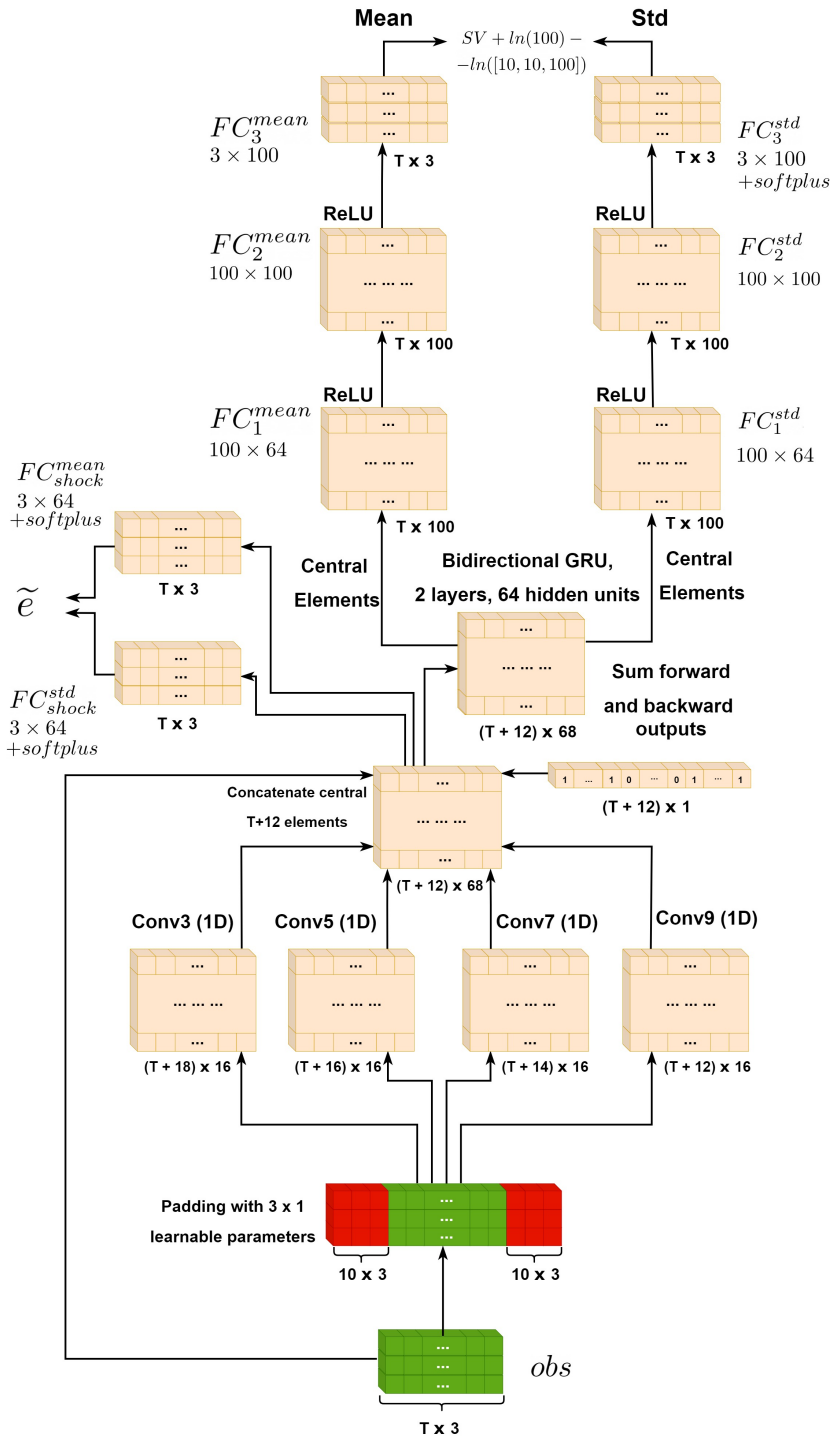 Mean
Std
SV + ln(100) −
−ln([10, 10, 100])
...
...
...
...
...
...
FC_3^{mean}
3 × 100
T x 3
T x 3
FC_3^{std}
3 × 100
+softplus
ReLU
ReLU
FC_2^{mean}
100 × 100
...
... ... ...
...
...
... ... ...
...
FC_2^{std}
100 × 100
T x 100
T x 100
ReLU
ReLU
FC_1^{mean}
100 × 64
...
... ... ...
...
...
... ... ...
...
FC_1^{std}
100 × 64
T x 100
T x 100
FC_{shock}^{mean}
3 × 64
+softplus
...
...
...
T x 3
Central
Elements
Bidirectional GRU,
2 layers, 64 hidden units
Central
Elements
ẽ
...
... ... ...
...
(T + 12) x 68
Sum forward
and backward
outputs
...
...
...
T x 3
FC_{shock}^{std}
3 × 64
+softplus
Concatenate central
T+12 elements
...
... ... ...
...
(T + 12) x 68
1 ... 1 0 ... 0 1 ... 1
(T + 12) x 1
Conv3 (1D)
Conv5 (1D)
Conv7 (1D)
Conv9 (1D)
...
... ... ...
...
...
... ... ...
...
...
... ... ...
...
...
... ... ...
...
(T + 18) x 16
(T + 16) x 16
(T + 14) x 16
(T + 12) x 16
Padding with 3 x 1
learnable parameters
...
...
...
10 x 3
10 x 3
...
...
...
obs
T x 3